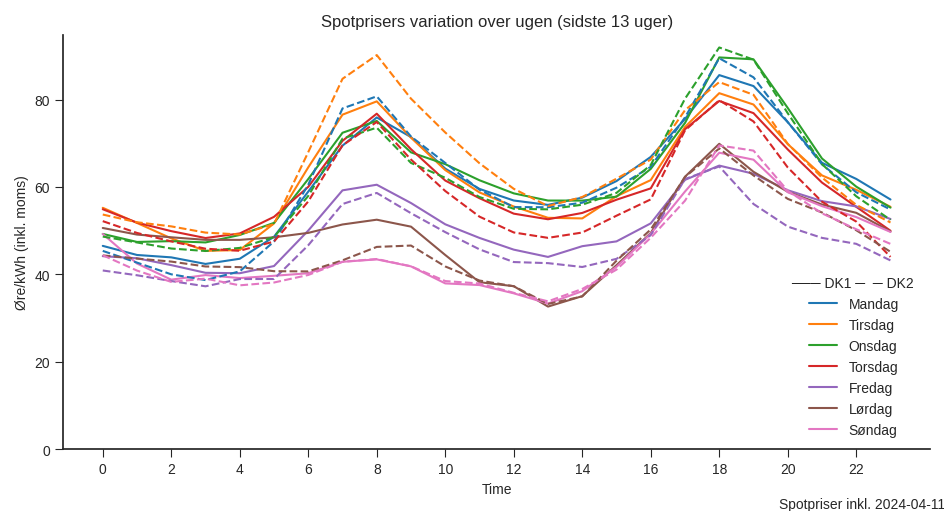 Spotprisers variation over ugen (sidste 13 uger)
Øre/kWh (inkl. moms)
80
60
40
20
0
DK1 DK2
Mandag
Tirsdag
Onsdag
Torsdag
Fredag
Lørdag
Søndag
0 2 4 6 8 10 12 14 16 18 20 22
Time
Spotpriser inkl. 2024-04-11